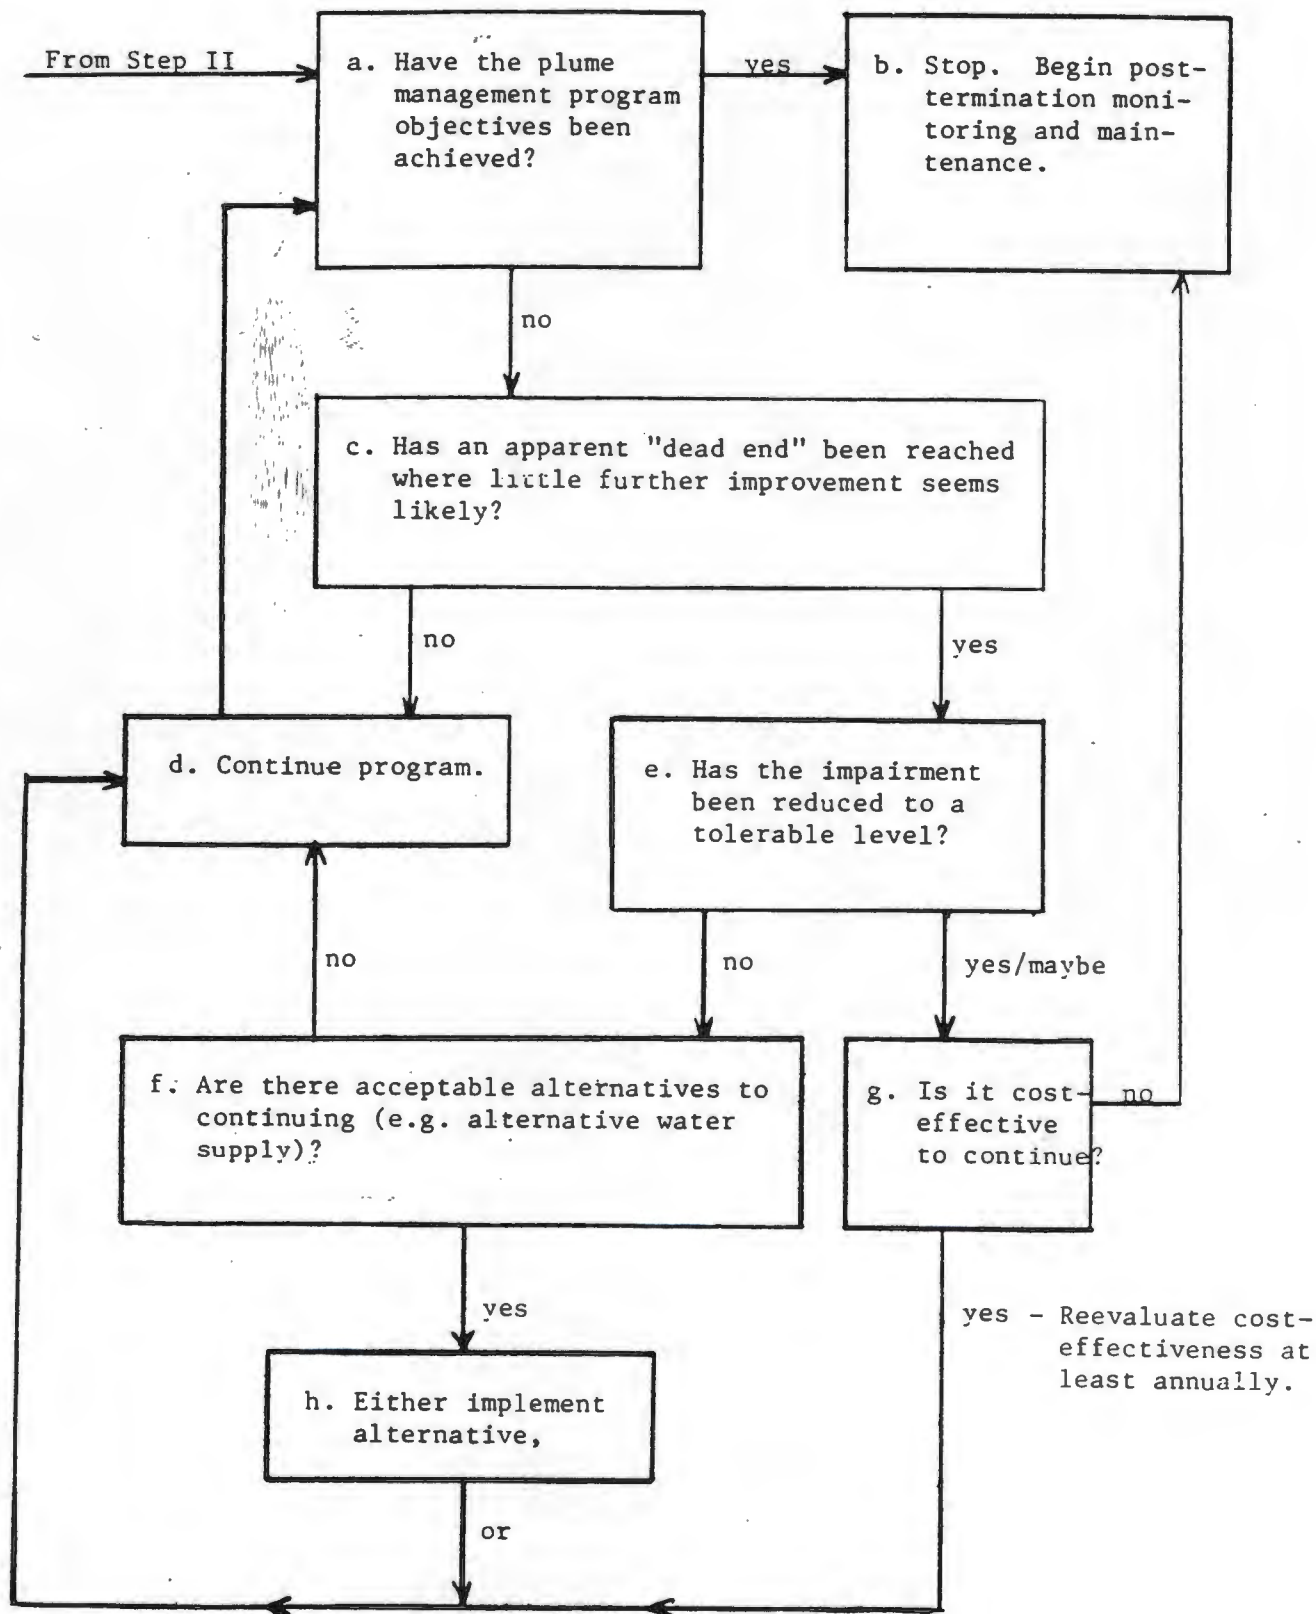 From Step II
a. Have the plume
management program
objectives been
achieved?
yes
b. Stop. Begin post-
termination moni-
toring and main-
tenance.
no
c. Has an apparent "dead end" been reached
where little further improvement seems
likely?
no
yes
d. Continue program.
e. Has the impairment
been reduced to a
tolerable level?
no
no
yes/maybe
f. Are there acceptable alternatives to
continuing (e.g. alternative water
supply)?
g. Is it cost-
effective
to continue?
no
yes
yes - Reevaluate cost-
effectiveness at
least annually.
h. Either implement
alternative,
or